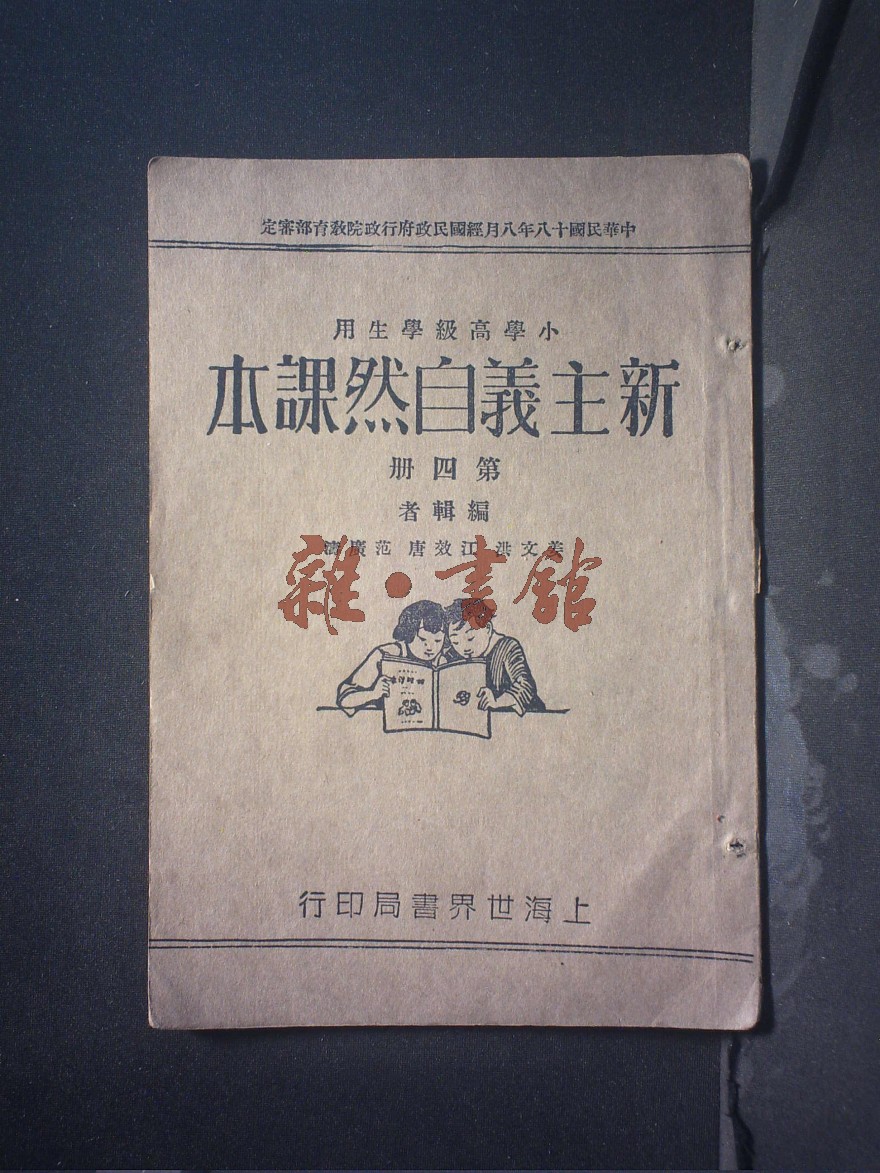 中華民國十八年八月經國民政府行政院敎育部審定
小學高級學生用
新主義自然課本
第四册
編輯者
姜文洪 江效唐 范廣濤
雜·書館
上海世界書局印行